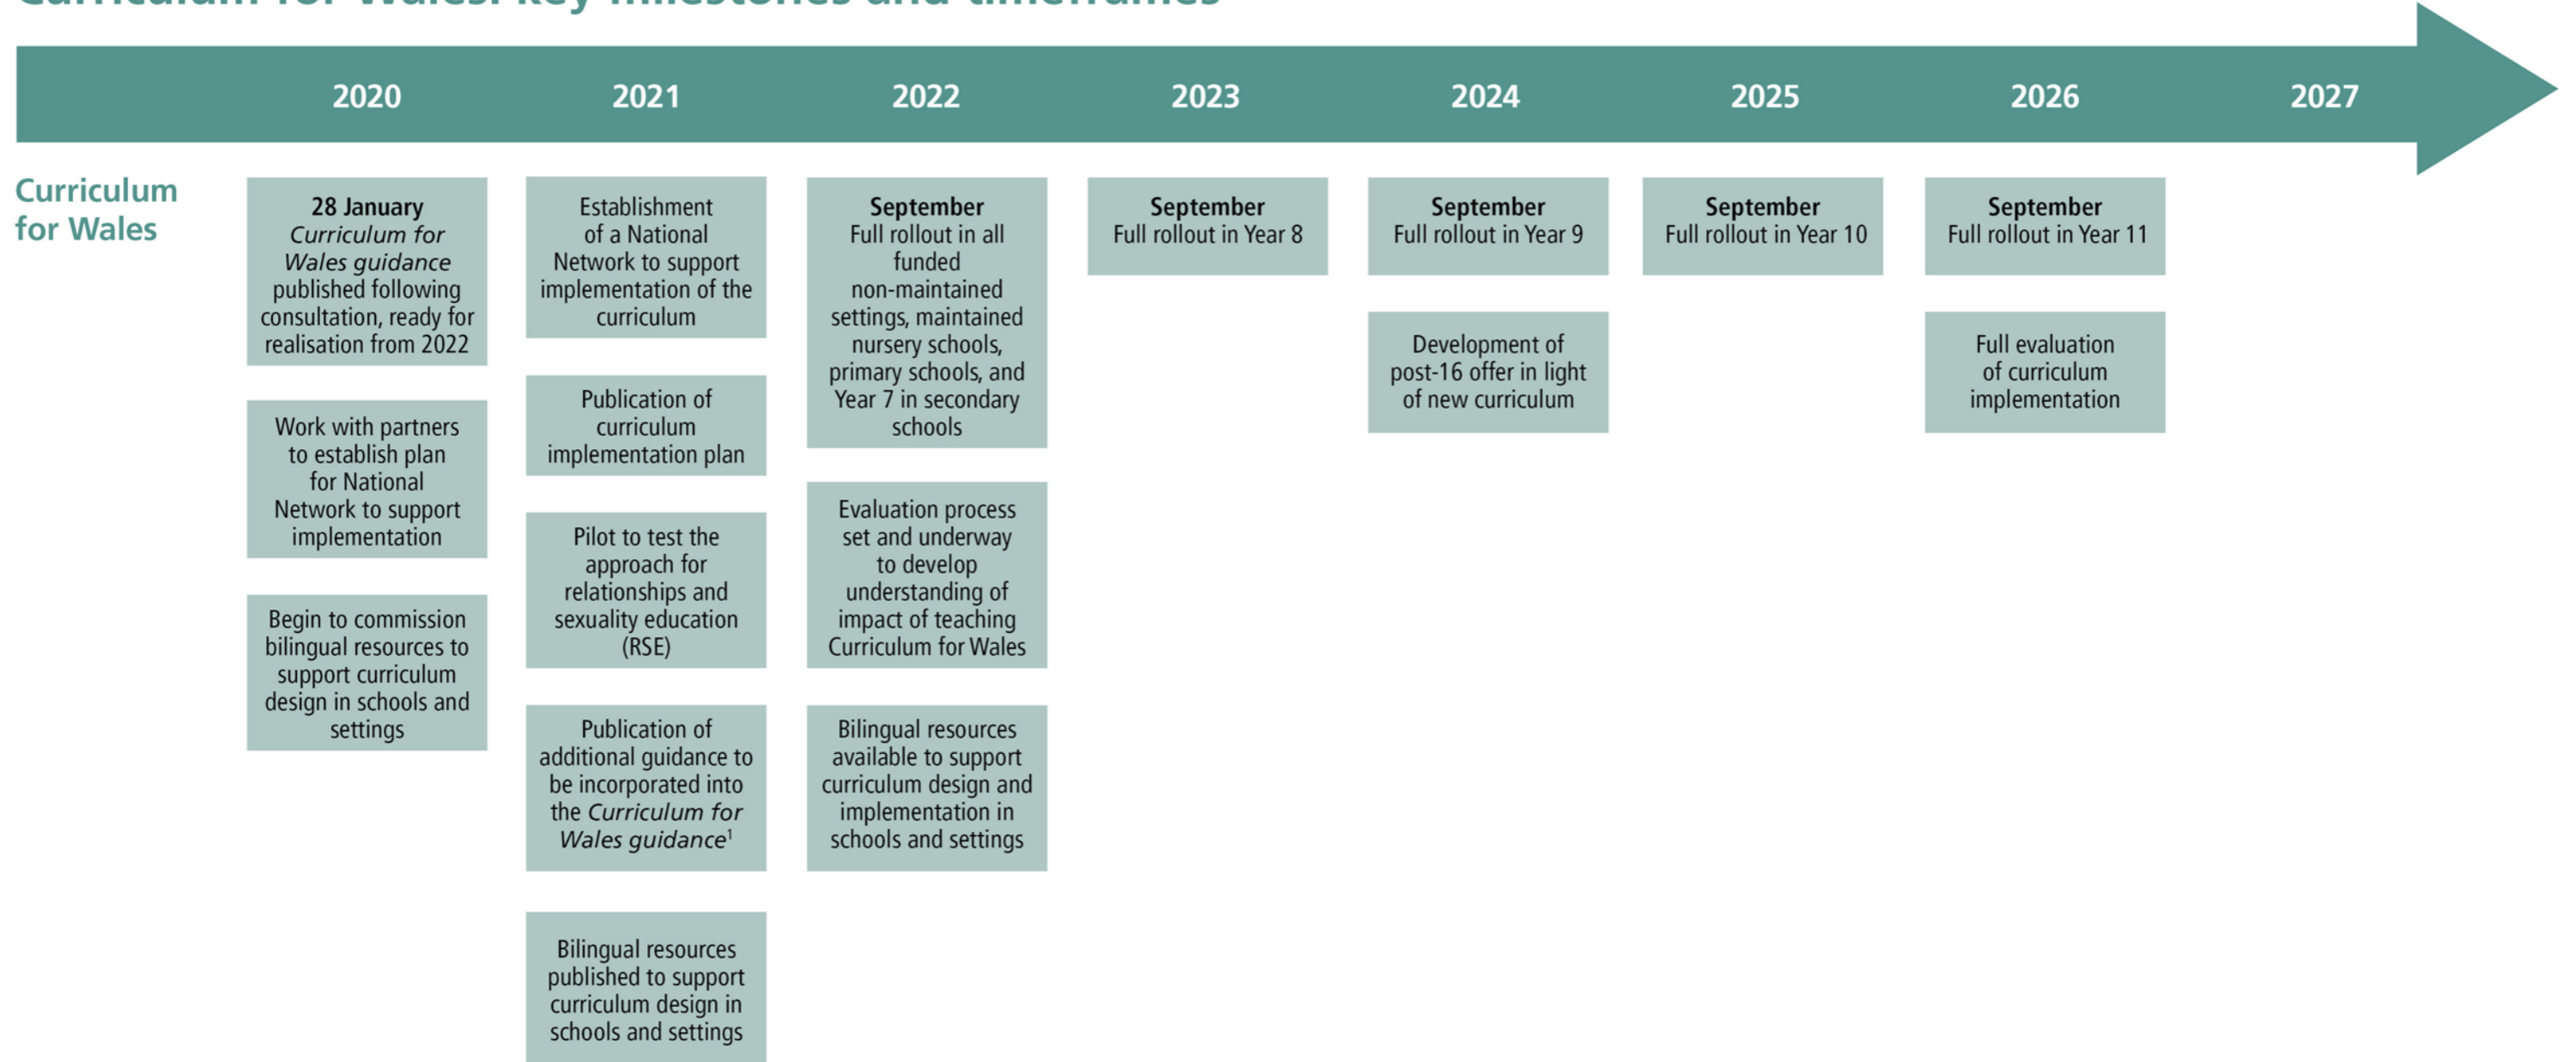 Curriculum for Wales: key milestones and timeframes
2020 2021 2022 2023 2024 2025 2026 2027
Curriculum
for Wales
28 January
Curriculum for
Wales guidance
published following
consultation, ready for
realisation from 2022
Work with partners
to establish plan
for National
Network to support
implementation
Begin to commission
bilingual resources to
support curriculum
design in schools and
settings
Establishment
of a National
Network to support
implementation of the
curriculum
Publication of
curriculum
implementation plan
Pilot to test the
approach for
relationships and
sexuality education
(RSE)
Publication of
additional guidance to
be incorporated into
the Curriculum for
Wales guidance¹
Bilingual resources
published to support
curriculum design in
schools and settings
September
Full rollout in all
funded
non-maintained
settings, maintained
nursery schools,
primary schools, and
Year 7 in secondary
schools
Evaluation process
set and underway
to develop
understanding of
impact of teaching
Curriculum for Wales
Bilingual resources
available to support
curriculum design and
implementation in
schools and settings
September
Full rollout in Year 8
September
Full rollout in Year 9
Development of
post-16 offer in light
of new curriculum
September
Full rollout in Year 10
September
Full rollout in Year 11
Full evaluation
of curriculum
implementation